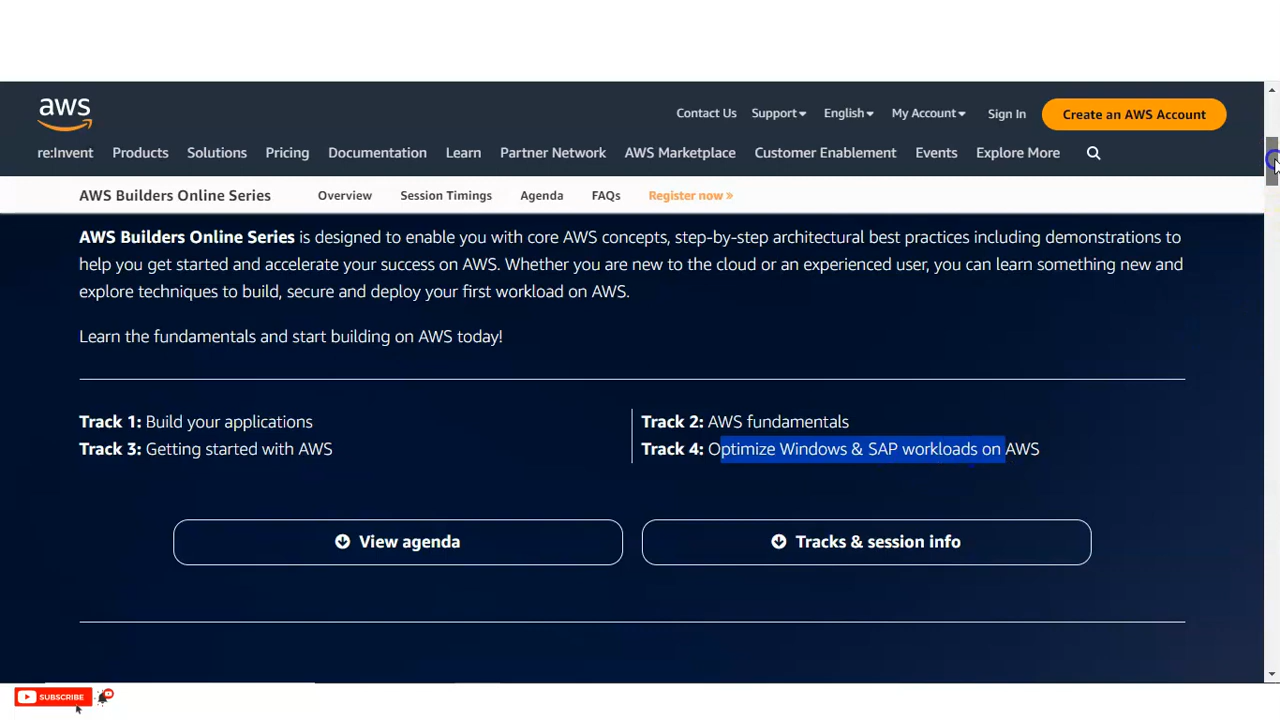 aws
Contact Us Support English My Account Sign In Create an AWS Account
re:Invent Products Solutions Pricing Documentation Learn Partner Network AWS Marketplace Customer Enablement Events Explore More
AWS Builders Online Series Overview Session Timings Agenda FAQs Register now »
AWS Builders Online Series is designed to enable you with core AWS concepts, step-by-step architectural best practices including demonstrations to
help you get started and accelerate your success on AWS. Whether you are new to the cloud or an experienced user, you can learn something new and
explore techniques to build, secure and deploy your first workload on AWS.
Learn the fundamentals and start building on AWS today!
Track 1: Build your applications
Track 3: Getting started with AWS
Track 2: AWS fundamentals
Track 4: Optimize Windows & SAP workloads on AWS
View agenda Tracks & session info
SUBSCRIBE